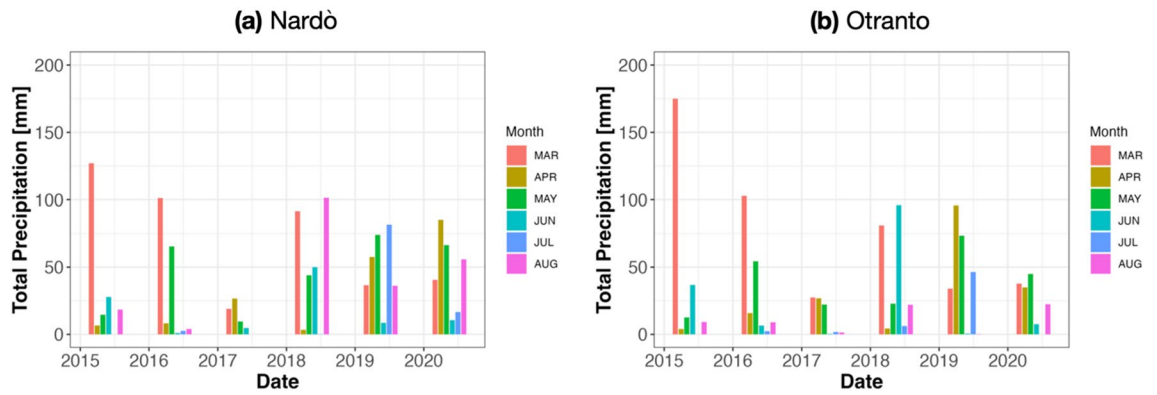 (a) Nardò
Total Precipitation [mm]
200
150
100
50
0
2015 2016 2017 2018 2019 2020
Date
Month
MAR
APR
MAY
JUN
JUL
AUG
(b) Otranto
Total Precipitation [mm]
200
150
100
50
0
2015 2016 2017 2018 2019 2020
Date
Month
MAR
APR
MAY
JUN
JUL
AUG